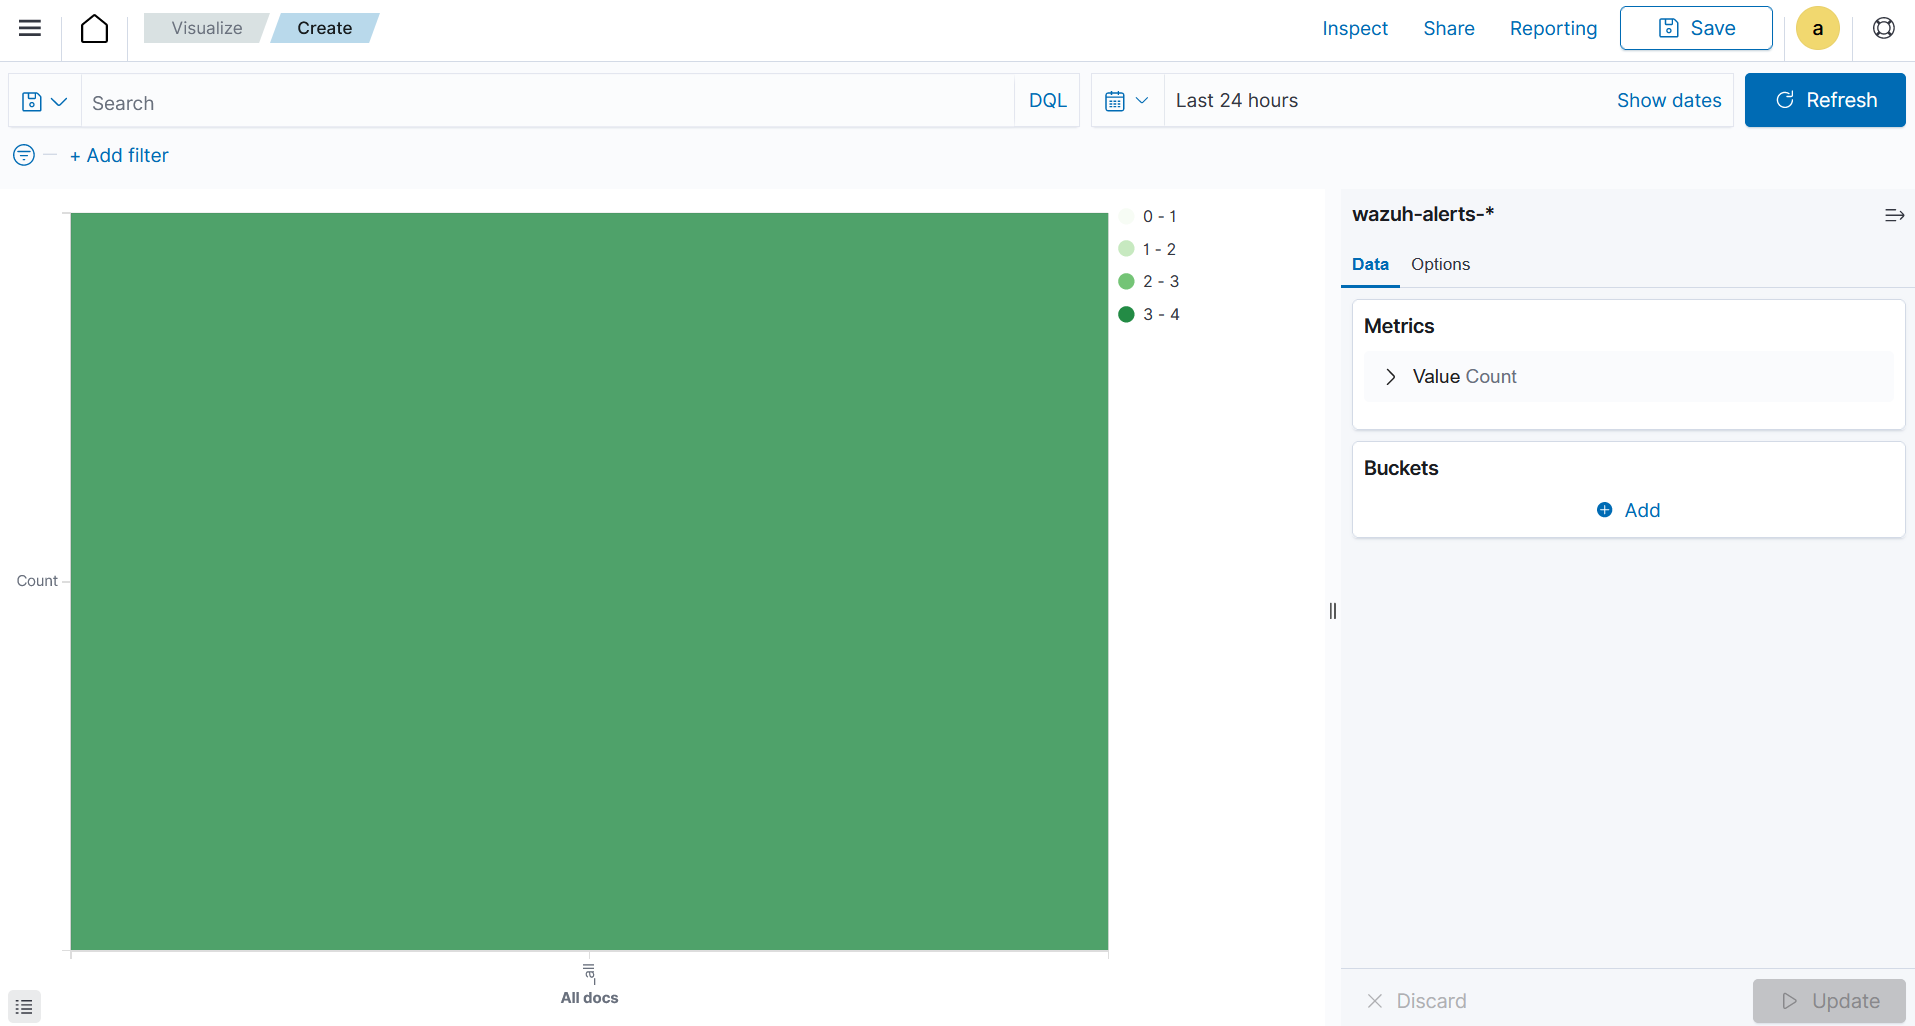 Visualize
Create
Inspect
Share
Reporting
Save
a
Search
DQL
Last 24 hours
Show dates
Refresh
+ Add filter
0 - 1
1 - 2
2 - 3
3 - 4
Count
_all
All docs
wazuh-alerts-*
Data
Options
Metrics
Value Count
Buckets
Add
Discard
Update